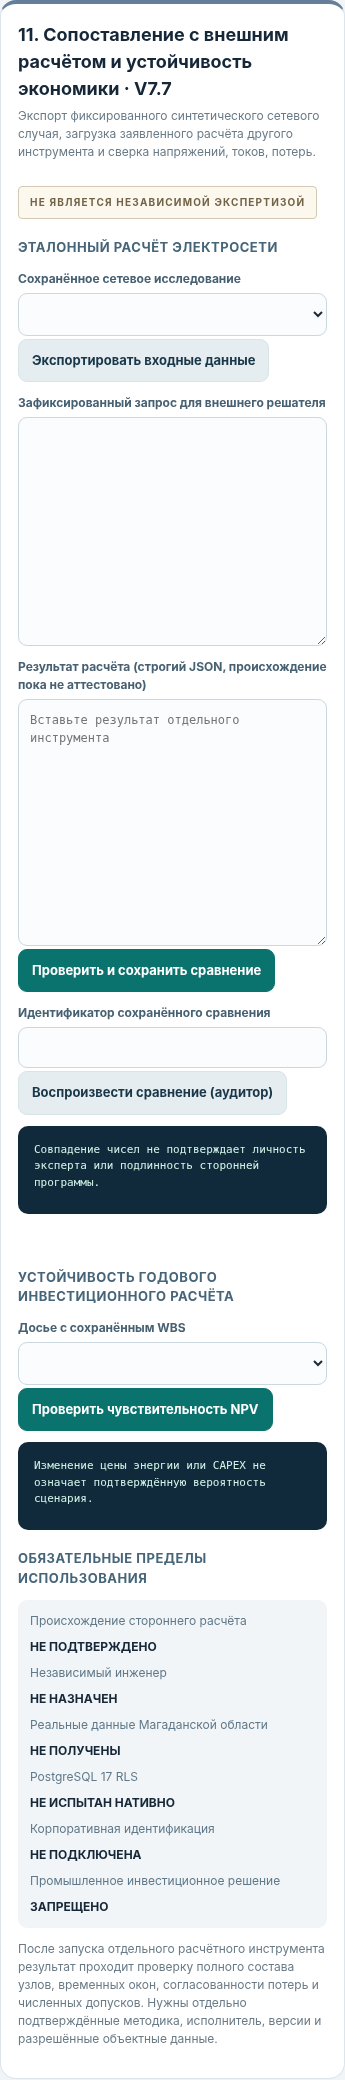 11. Сопоставление с внешним
расчётом и устойчивость
экономики · V7.7
Экспорт фиксированного синтетического сетевого
случая, загрузка заявленного расчёта другого
инструмента и сверка напряжений, токов, потерь.
НЕ ЯВЛЯЕТСЯ НЕЗАВИСИМОЙ ЭКСПЕРТИЗОЙ
ЭТАЛОННЫЙ РАСЧЁТ ЭЛЕКТРОСЕТИ
Сохранённое сетевое исследование
Экспортировать входные данные
Зафиксированный запрос для внешнего решателя
Результат расчёта (строгий JSON, происхождение
пока не аттестовано)
Вставьте результат отдельного
инструмента
Проверить и сохранить сравнение
Идентификатор сохранённого сравнения
Воспроизвести сравнение (аудитор)
Совпадение чисел не подтверждает личность
эксперта или подлинность сторонней
программы.
УСТОЙЧИВОСТЬ ГОДОВОГО
ИНВЕСТИЦИОННОГО РАСЧЁТА
Досье с сохранённым WBS
Проверить чувствительность NPV
Изменение цены энергии или CAPEX не
означает подтверждённую вероятность
сценария.
ОБЯЗАТЕЛЬНЫЕ ПРЕДЕЛЫ
ИСПОЛЬЗОВАНИЯ
Происхождение стороннего расчёта
НЕ ПОДТВЕРЖДЕНО
Независимый инженер
НЕ НАЗНАЧЕН
Реальные данные Магаданской области
НЕ ПОЛУЧЕНЫ
PostgreSQL 17 RLS
НЕ ИСПЫТАН НАТИВНО
Корпоративная идентификация
НЕ ПОДКЛЮЧЕНА
Промышленное инвестиционное решение
ЗАПРЕЩЕНО
После запуска отдельного расчётного инструмента
результат проходит проверку полного состава
узлов, временных окон, согласованности потерь и
численных допусков. Нужны отдельно
подтверждённые методика, исполнитель, версии и
разрешённые объектные данные.